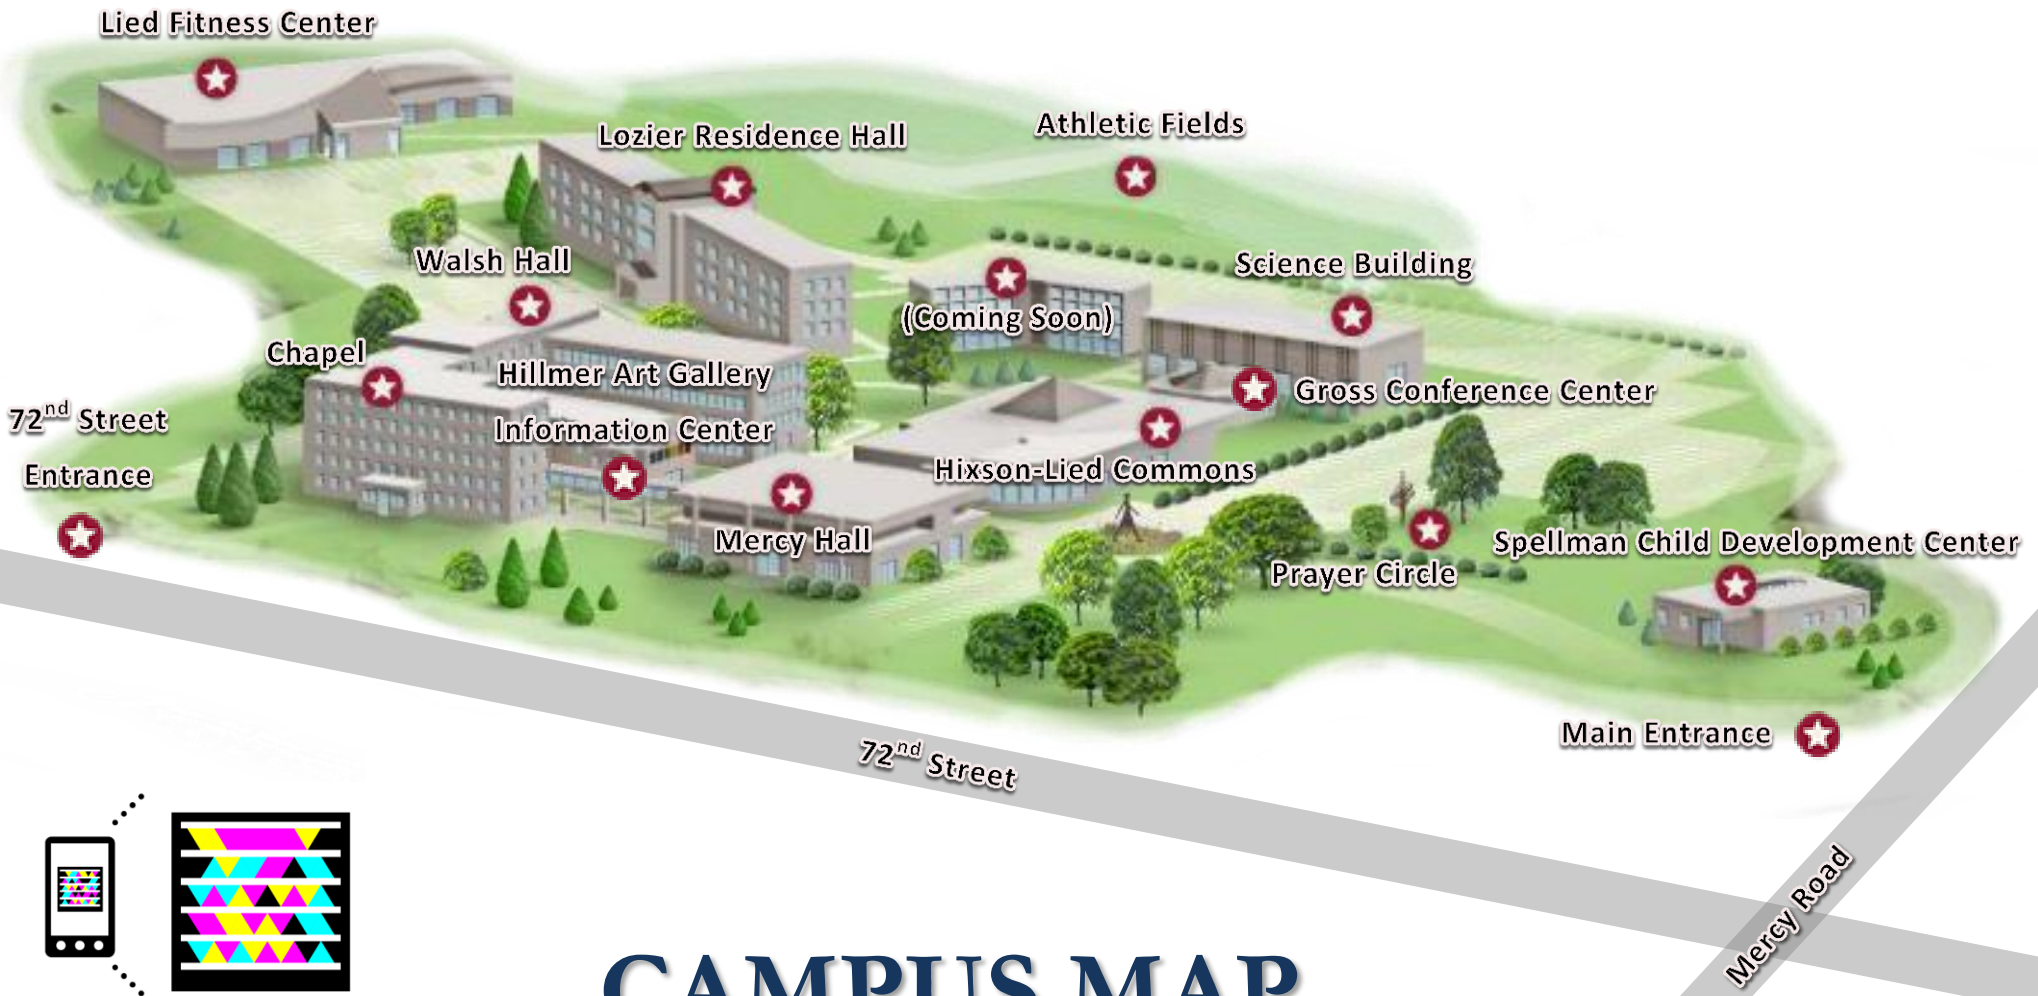 Lied Fitness Center
Athletic Fields
Lozier Residence Hall
Walsh Hall
Science Building
(Coming Soon)
Chapel
Hillmer Art Gallery
Gross Conference Center
72nd Street
Entrance
Information Center
Hixson-Lied Commons
Mercy Hall
Spellman Child Development Center
Prayer Circle
Main Entrance
72nd Street
Mercy Road
CAMPUS MAP